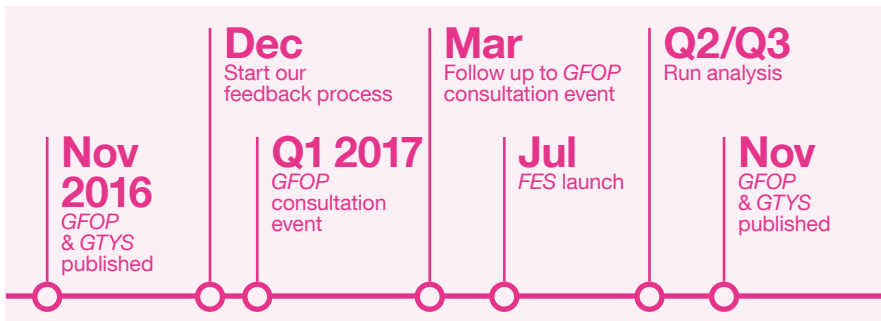 Nov
2016
GFOP
& GTYS
published
Dec
Start our
feedback process
Q1 2017
GFOP
consultation
event
Mar
Follow up to GFOP
consultation event
Jul
FES launch
Q2/Q3
Run analysis
Nov
GFOP
& GTYS
published